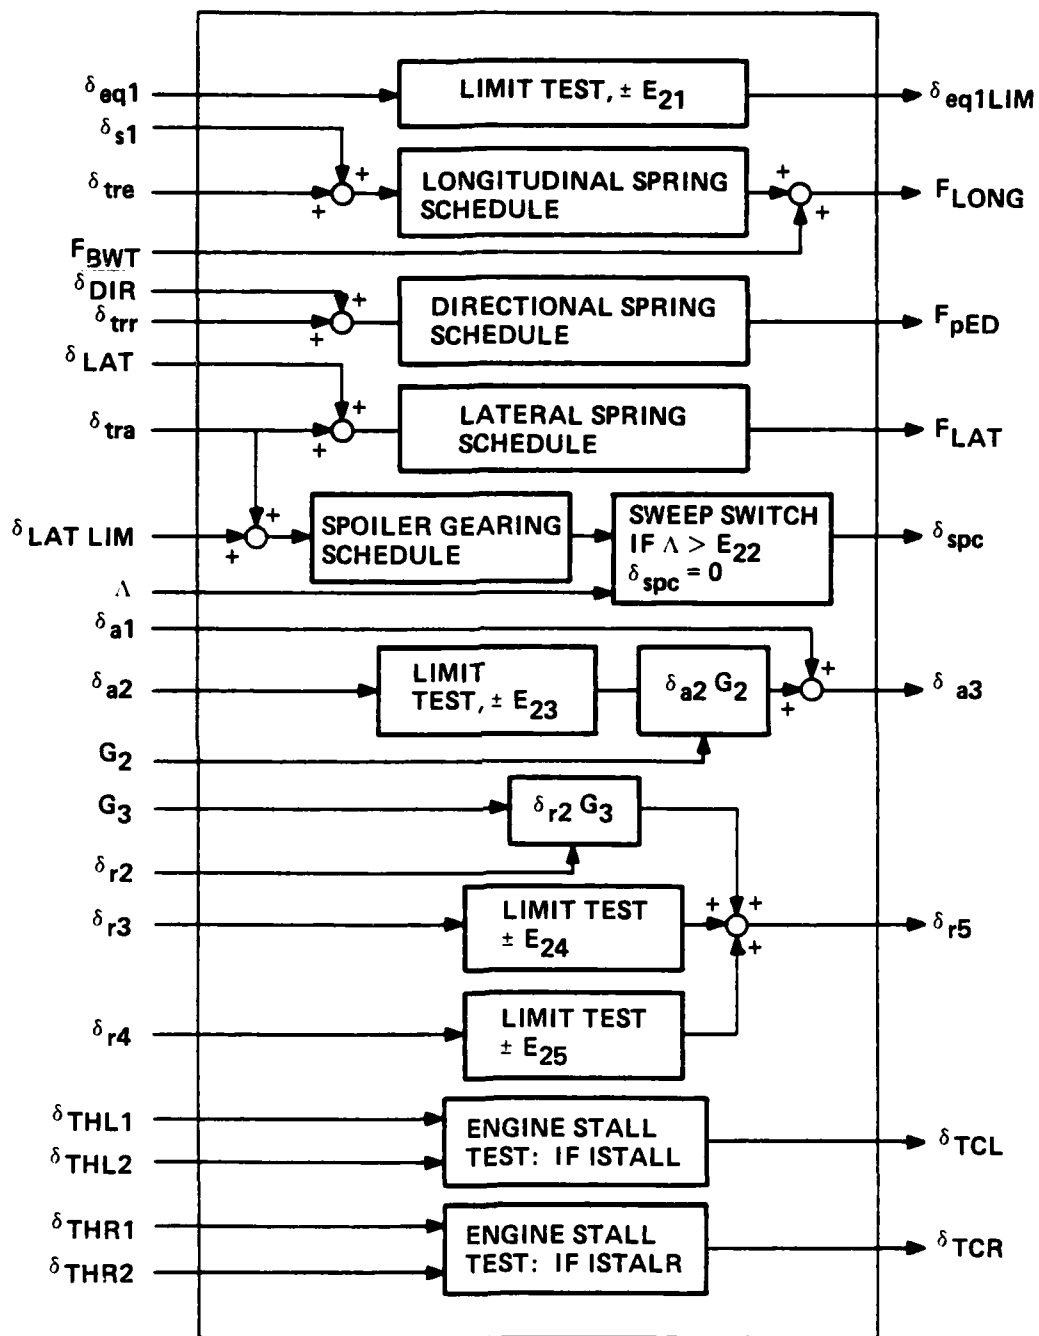 δeq1 LIMIT TEST, ± E21 δeq1LIM
δs1
+
δtre + LONGITUDINAL SPRING + FLONG
SCHEDULE +
FBWT
δDIR
+
δtrr + DIRECTIONAL SPRING FpED
SCHEDULE
δLAT
+
δtra + LATERAL SPRING FLAT
SCHEDULE
+
δLAT LIM + SPOILER GEARING SWEEP SWITCH δspc
SCHEDULE IF Λ > E22
δspc = 0
Λ
δa1
+
δa2 LIMIT δa2 G2 + δa3
TEST, ± E23
G2
G3 δr2 G3
δr2
+ +
δr3 LIMIT TEST δr5
± E24 +
δr4 LIMIT TEST
± E25
δTHL1 ENGINE STALL δTCL
δTHL2 TEST: IF ISTALL
δTHR1 ENGINE STALL δTCR
δTHR2 TEST: IF ISTALR